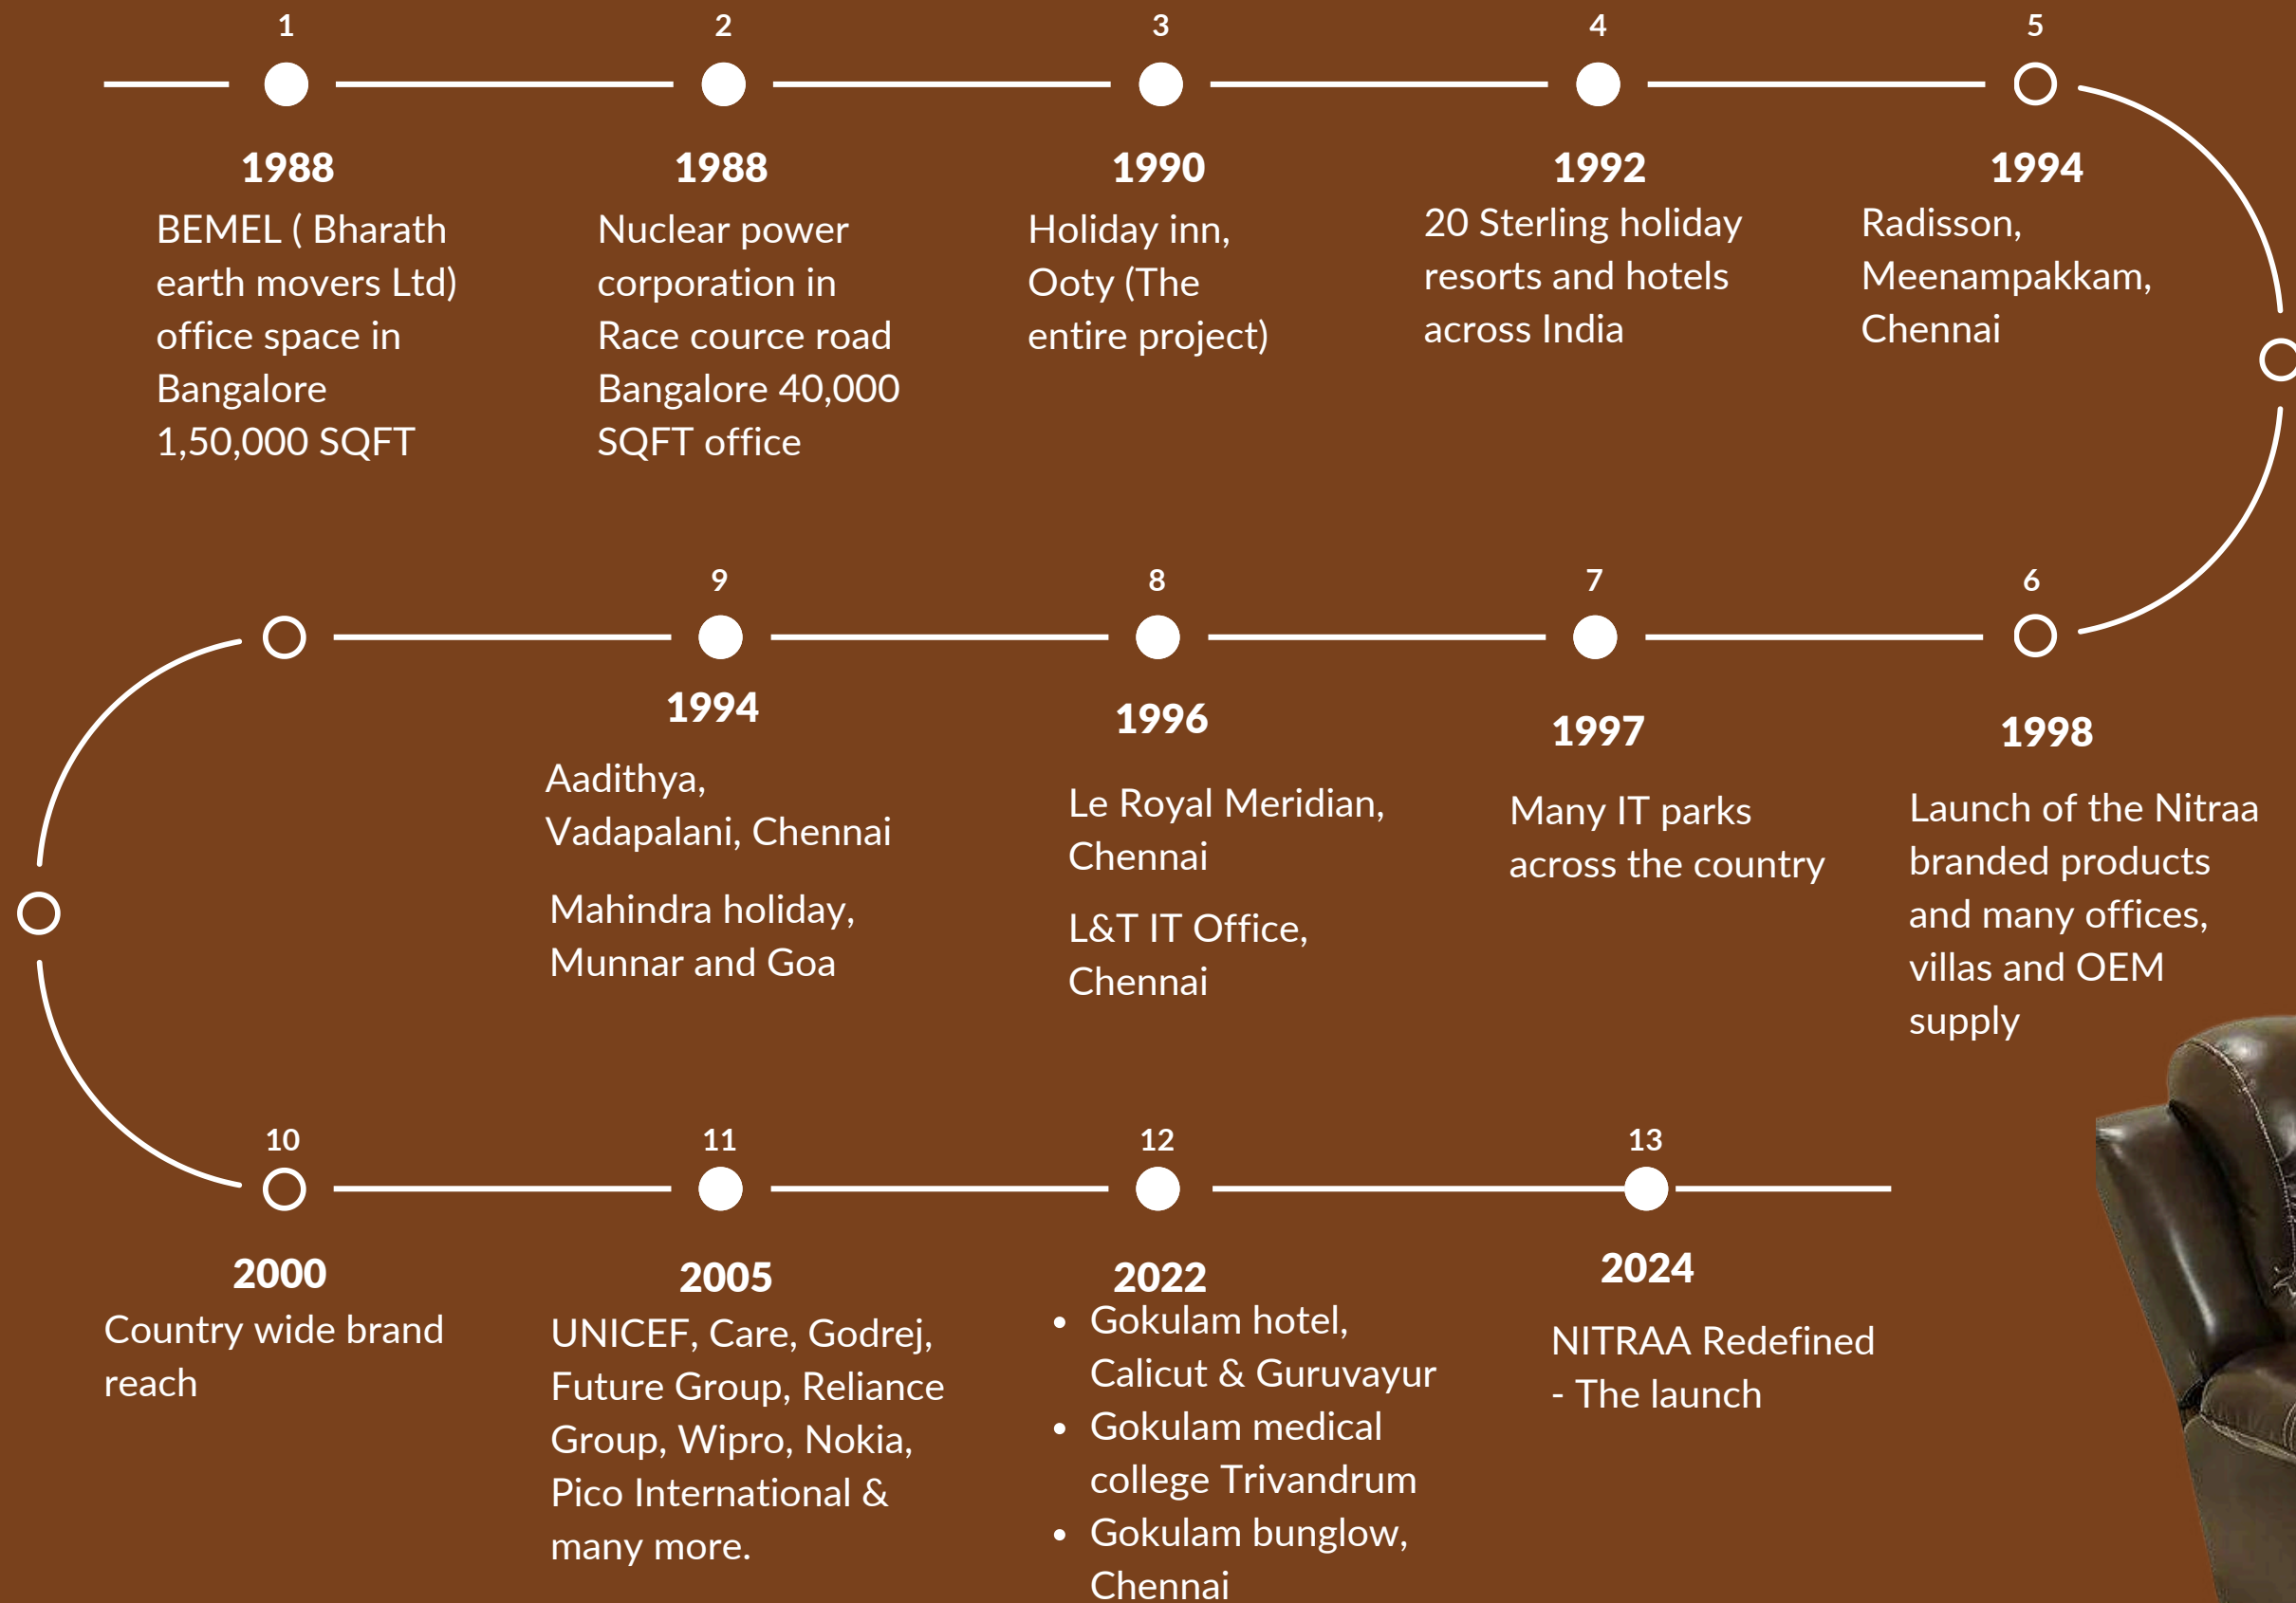 1
1988
BEMEL ( Bharath
earth movers Ltd)
office space in
Bangalore
1,50,000 SQFT
2
1988
Nuclear power
corporation in
Race cource road
Bangalore 40,000
SQFT office
3
1990
Holiday inn,
Ooty (The
entire project)
4
1992
20 Sterling holiday
resorts and hotels
across India
5
1994
Radisson,
Meenampakkam,
Chennai
6
1998
Launch of the Nitraa
branded products
and many offices,
villas and OEM
supply
7
1997
Many IT parks
across the country
8
1996
Le Royal Meridian,
Chennai
L&T IT Office,
Chennai
9
1994
Aadithya,
Vadapalani, Chennai
Mahindra holiday,
Munnar and Goa
10
2000
Country wide brand
reach
11
2005
UNICEF, Care, Godrej,
Future Group, Reliance
Group, Wipro, Nokia,
Pico International &
many more.
12
2022
• Gokulam hotel,
Calicut & Guruvayur
• Gokulam medical
college Trivandrum
• Gokulam bunglow,
Chennai
13
2024
NITRAA Redefined
- The launch